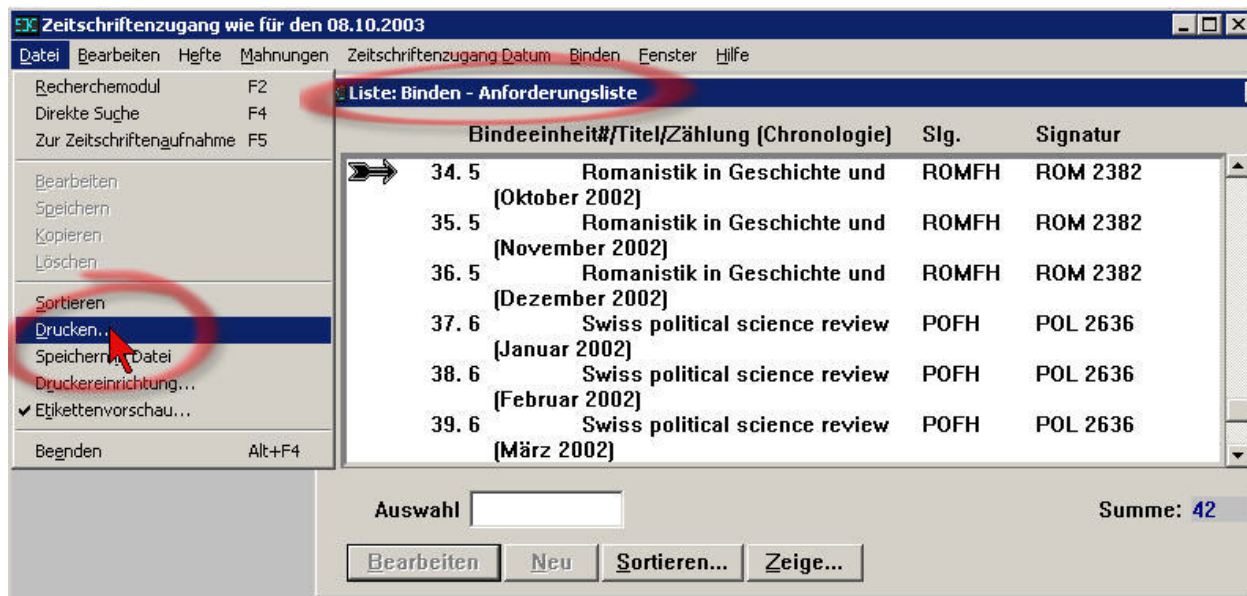 Zeitschriftenzugang wie für den 08.10.2003
Datei Bearbeiten Hefte Mahnungen Zeitschriftenzugang Datum Binden Fenster Hilfe
Recherchemodul F2
Direkte Suche F4
Zur Zeitschriftenaufnahme F5
Bearbeiten
Speichern
Kopieren
Löschen
Sortieren
Drucken...
Speichern Datei
Druckereinrichtung...
Etikettenvorschau...
Beenden Alt+F4
Liste: Binden - Anforderungsliste
Bindeeinheit#/Titel/Zählung (Chronologie) Slg. Signatur
34. 5 Romanistik in Geschichte und ROMFH ROM 2382
(Oktober 2002)
35. 5 Romanistik in Geschichte und ROMFH ROM 2382
(November 2002)
36. 5 Romanistik in Geschichte und ROMFH ROM 2382
(Dezember 2002)
37. 6 Swiss political science review POFH POL 2636
(Januar 2002)
38. 6 Swiss political science review POFH POL 2636
(Februar 2002)
39. 6 Swiss political science review POFH POL 2636
(März 2002)
Auswahl Summe: 42
Bearbeiten Neu Sortieren... Zeige...